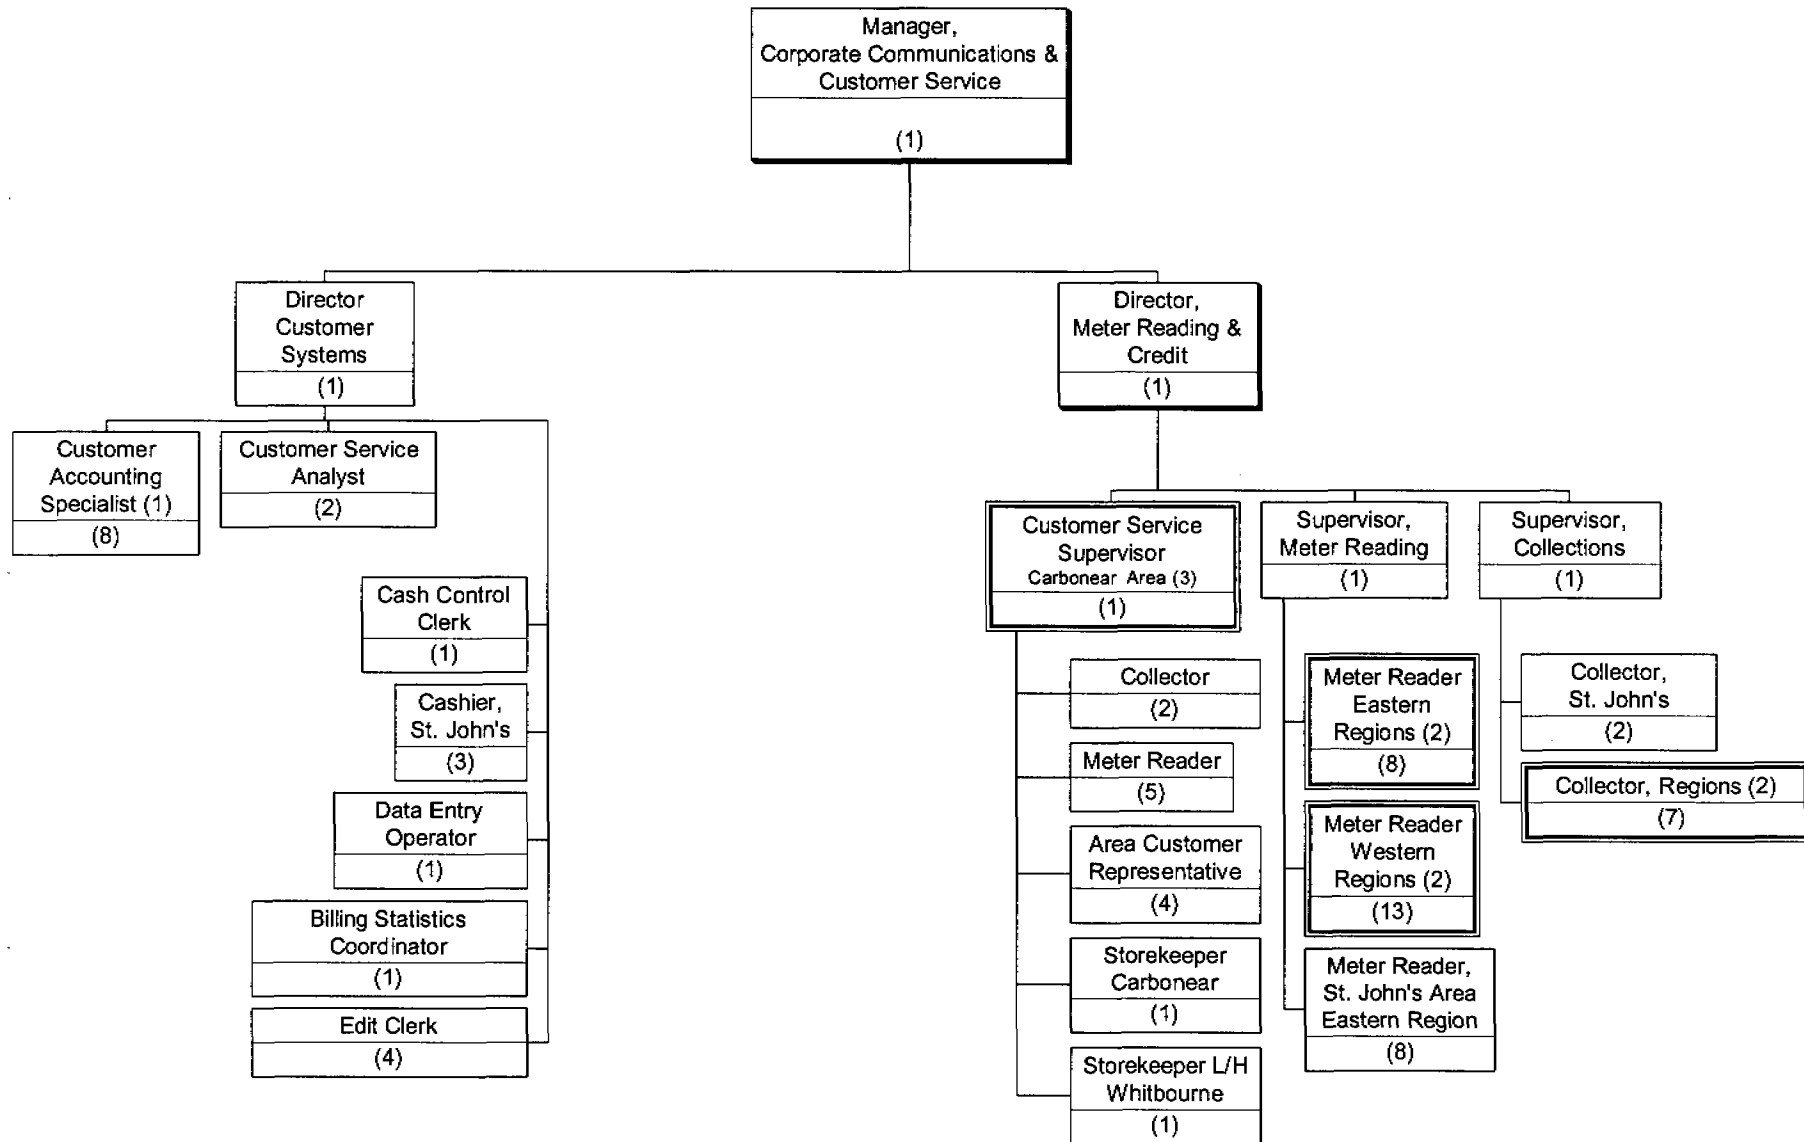 Manager,
Corporate Communications &
Customer Service
(1)
Director
Customer
Systems
(1)
Director,
Meter Reading &
Credit
(1)
Customer
Accounting
Specialist (1)
(8)
Customer Service
Analyst
(2)
Cash Control
Clerk
(1)
Cashier,
St. John's
(3)
Data Entry
Operator
(1)
Billing Statistics
Coordinator
(1)
Edit Clerk
(4)
Customer Service
Supervisor
Carbonear Area (3)
(1)
Collector
(2)
Meter Reader
(5)
Area Customer
Representative
(4)
Storekeeper
Carbonear
(1)
Storekeeper L/H
Whitbourne
(1)
Supervisor,
Meter Reading
(1)
Meter Reader
Eastern
Regions (2)
(8)
Meter Reader
Western
Regions (2)
(13)
Meter Reader,
St. John's Area
Eastern Region
(8)
Supervisor,
Collections
(1)
Collector,
St. John's
(2)
Collector, Regions (2)
(7)